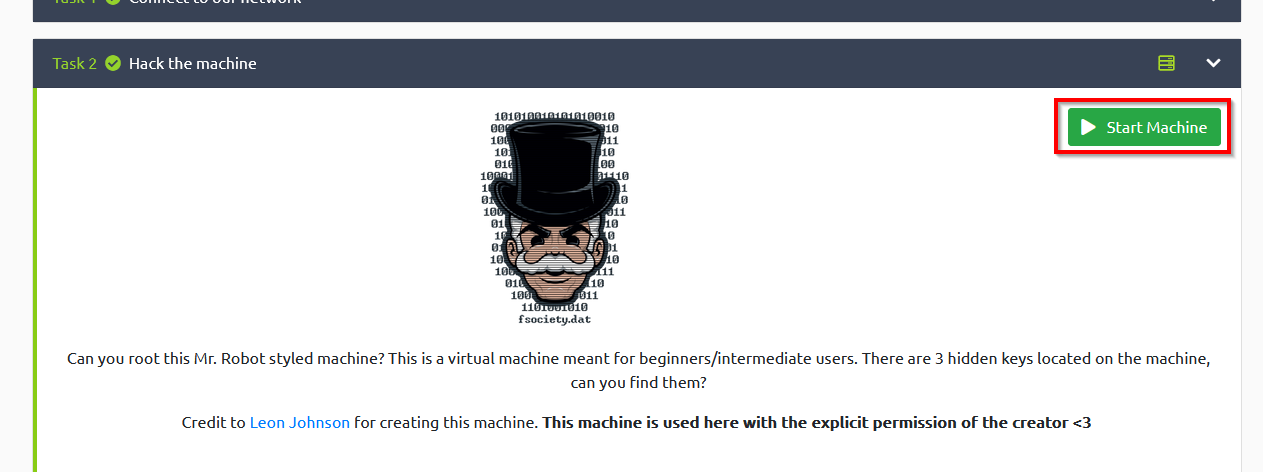 Task 1 Connect to our network
Task 2 Hack the machine
Start Machine
101010010101010010
fsociety.dat
Can you root this Mr. Robot styled machine? This is a virtual machine meant for beginners/intermediate users. There are 3 hidden keys located on the machine,
can you find them?
Credit to Leon Johnson for creating this machine. This machine is used here with the explicit permission of the creator <3